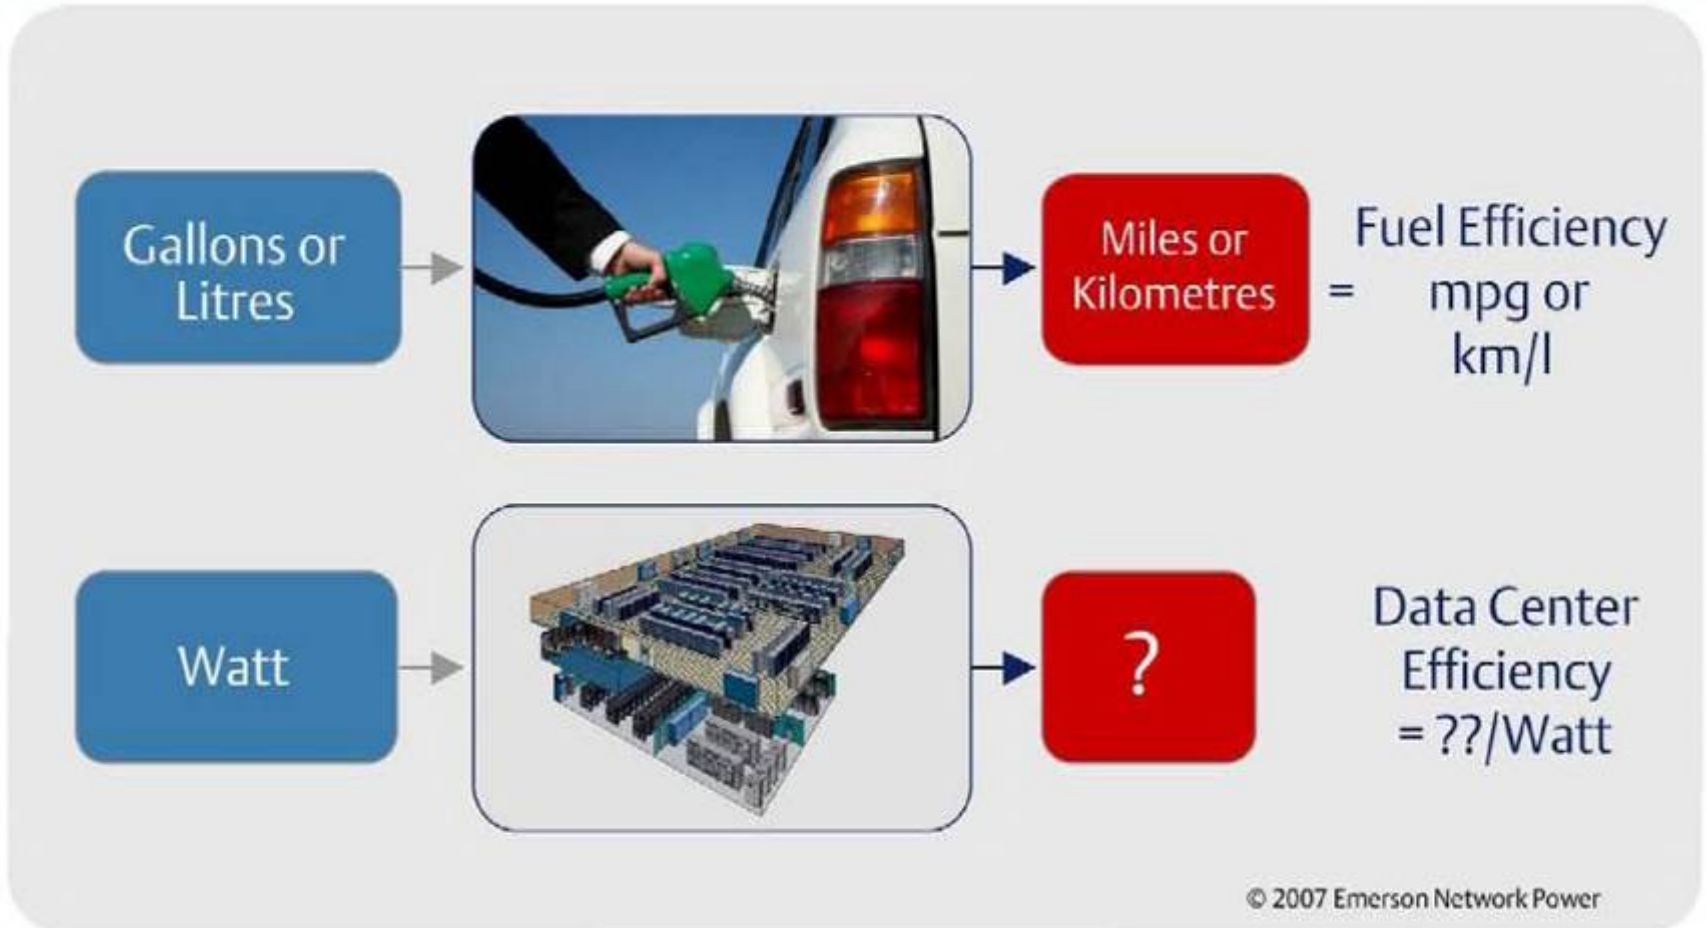 Gallons or
Litres
Miles or
Kilometres
=
Fuel Efficiency
mpg or
km/l
Watt
?
Data Center
Efficiency
= ??/Watt
© 2007 Emerson Network Power